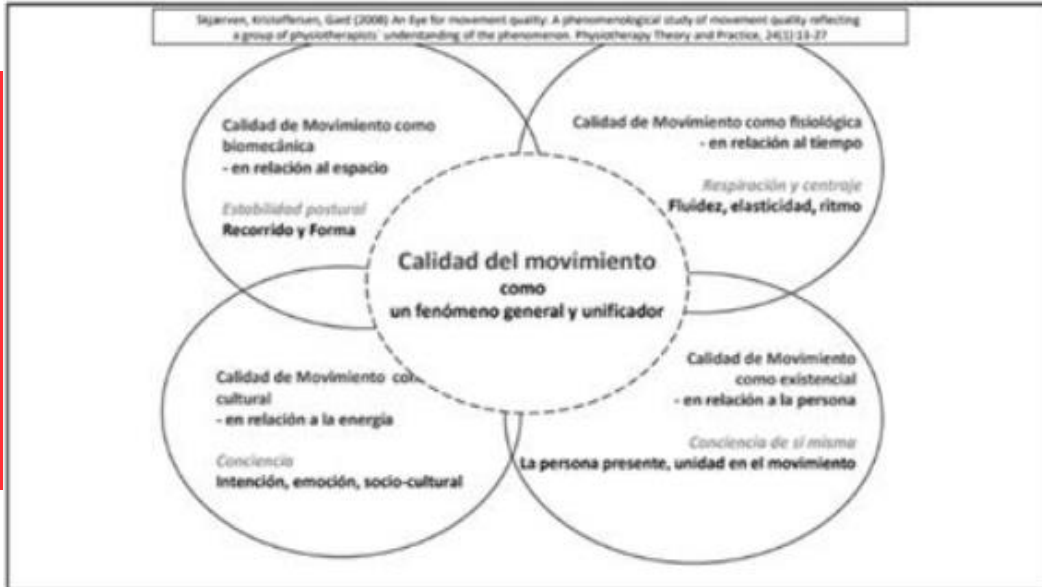 Skjærven, Kristoffersen, Gard (2008) An Eye for movement quality: A phenomenological study of movement quality reflecting
a group of physiotherapists´ understanding of the phenomenon. Physiotherapy Theory and Practice, 24(1):13-27
Calidad de Movimiento como
biomecánica
- en relación al espacio
Estabilidad postural
Recorrido y Forma
Calidad de Movimiento como fisiológica
- en relación al tiempo
Respiración y centraje
Fluidez, elasticidad, ritmo
Calidad del movimiento
como
un fenómeno general y unificador
Calidad de Movimiento com
cultural
- en relación a la energía
Conciencia
Intención, emoción, socio-cultural
Calidad de Movimiento
como existencial
- en relación a la persona
Conciencia de sí misma
La persona presente, unidad en el movimiento